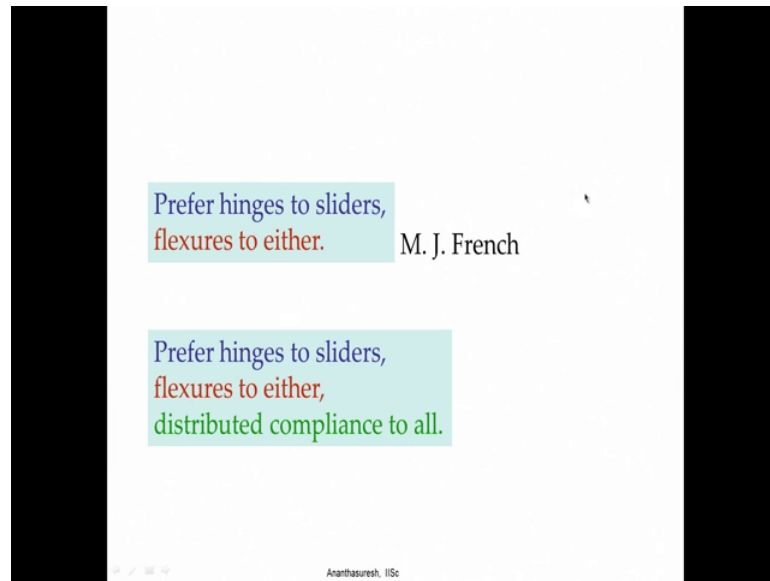 Prefer hinges to sliders,
flexures to either.
M. J. French
Prefer hinges to sliders,
flexures to either,
distributed compliance to all.
Ananthasuresh, IISc